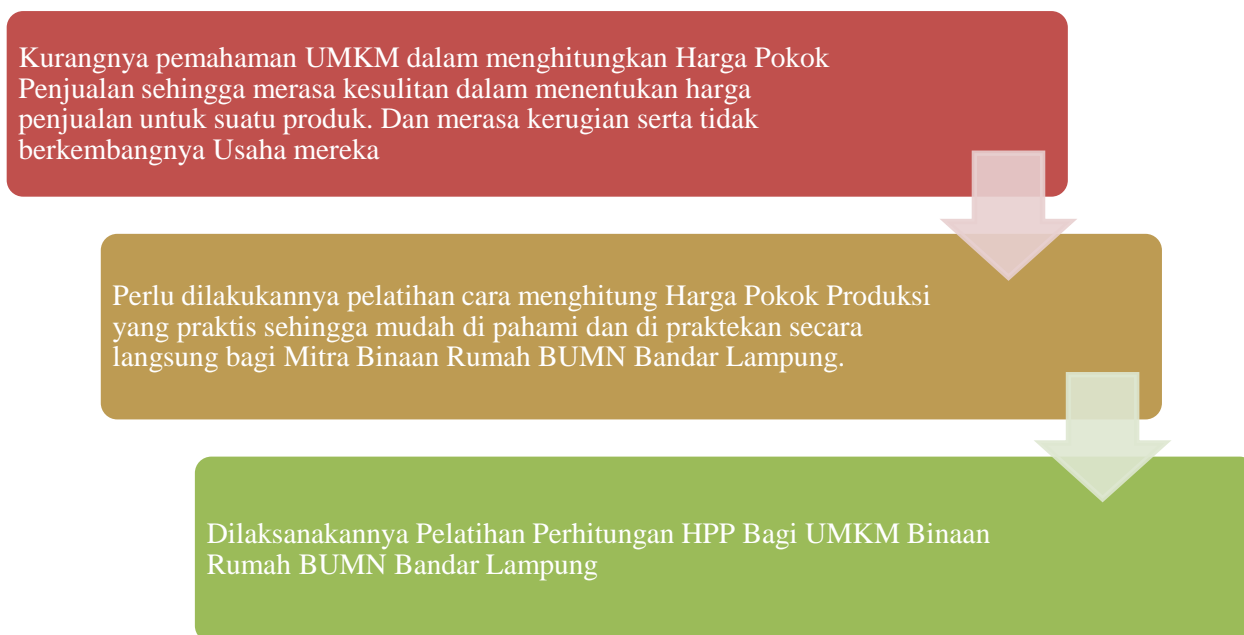 Kurangnya pemahaman UMKM dalam menghitungkan Harga Pokok
Penjualan sehingga merasa kesulitan dalam menentukan harga
penjualan untuk suatu produk. Dan merasa kerugian serta tidak
berkembangnya Usaha mereka
Perlu dilakukannya pelatihan cara menghitung Harga Pokok Produksi
yang praktis sehingga mudah di pahami dan di praktekan secara
langsung bagi Mitra Binaan Rumah BUMN Bandar Lampung.
Dilaksanakannya Pelatihan Perhitungan HPP Bagi UMKM Binaan
Rumah BUMN Bandar Lampung